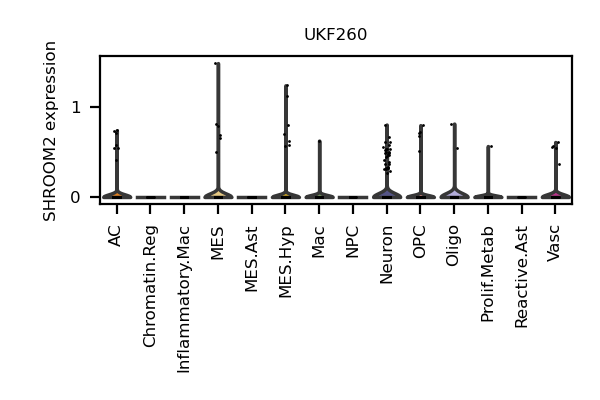 UKF260
SHROOM2 expression
1
0
AC
Chromatin.Reg
Inflammatory.Mac
MES
MES.Ast
MES.Hyp
Mac
NPC
Neuron
OPC
Oligo
Prolif.Metab
Reactive.Ast
Vasc